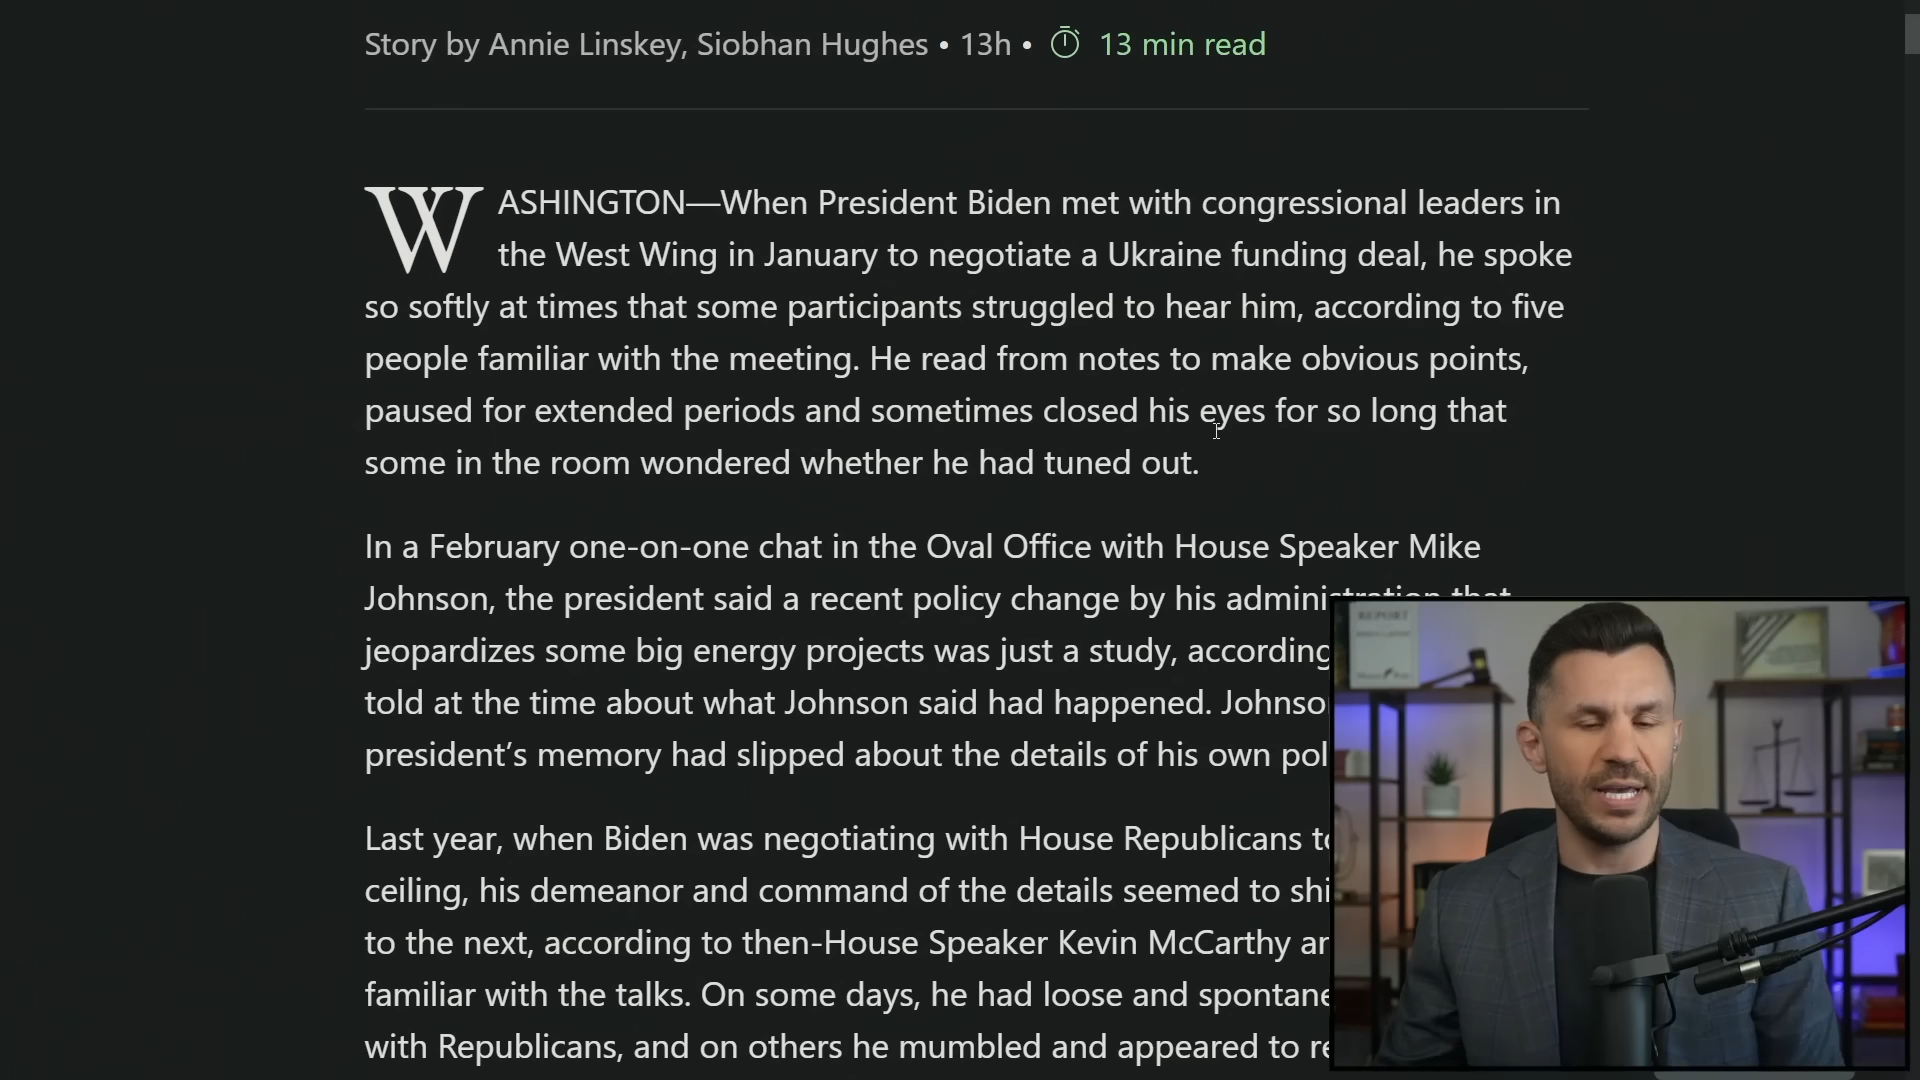 Story by Annie Linskey, Siobhan Hughes • 13h • 13 min read
WASHINGTON—When President Biden met with congressional leaders in
the West Wing in January to negotiate a Ukraine funding deal, he spoke
so softly at times that some participants struggled to hear him, according to five
people familiar with the meeting. He read from notes to make obvious points,
paused for extended periods and sometimes closed his eyes for so long that
some in the room wondered whether he had tuned out.
In a February one-on-one chat in the Oval Office with House Speaker Mike
Johnson, the president said a recent policy change by his administration that
jeopardizes some big energy projects was just a study, according
told at the time about what Johnson said had happened. Johnso
president’s memory had slipped about the details of his own pol
Last year, when Biden was negotiating with House Republicans to
ceiling, his demeanor and command of the details seemed to shi
to the next, according to then-House Speaker Kevin McCarthy an
familiar with the talks. On some days, he had loose and spontane
with Republicans, and on others he mumbled and appeared to re
REPORT